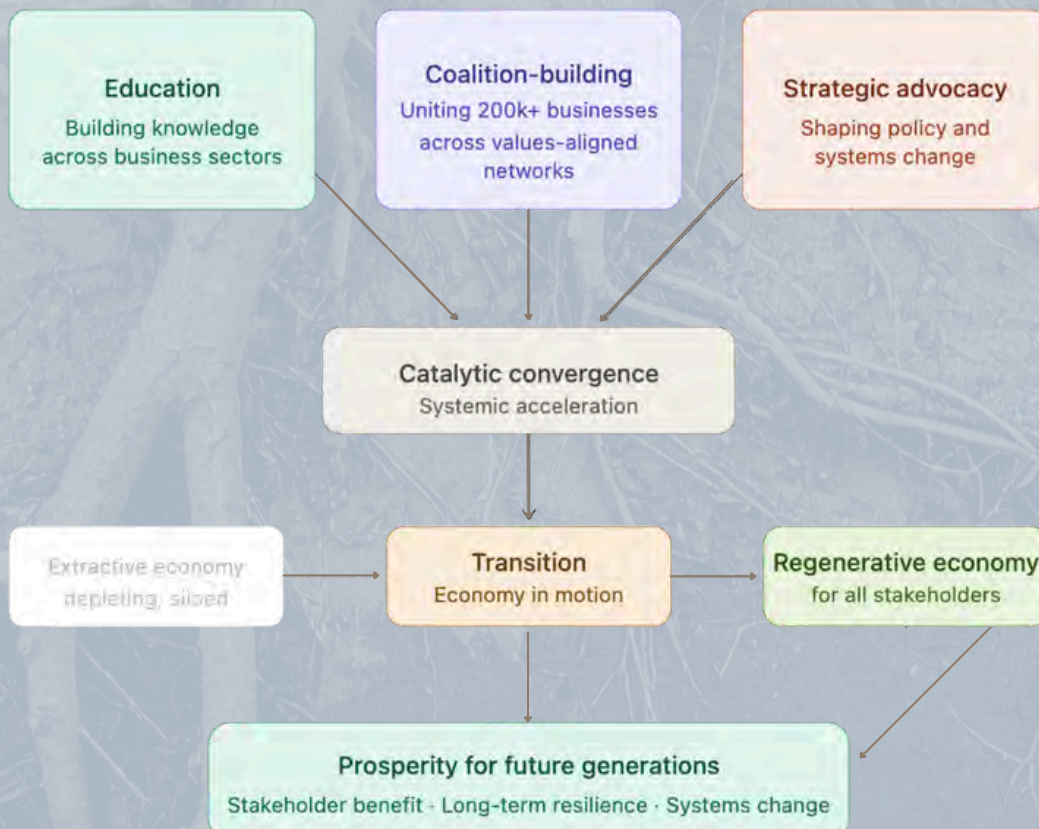 Education
Building knowledge
across business sectors
Coalition-building
Uniting 200k+ businesses
across values-aligned
networks
Strategic advocacy
Shaping policy and
systems change
Catalytic convergence
Systemic acceleration
Extractive economy
depleting, siloed
Transition
Economy in motion
Regenerative economy
for all stakeholders
Prosperity for future generations
Stakeholder benefit · Long-term resilience · Systems change